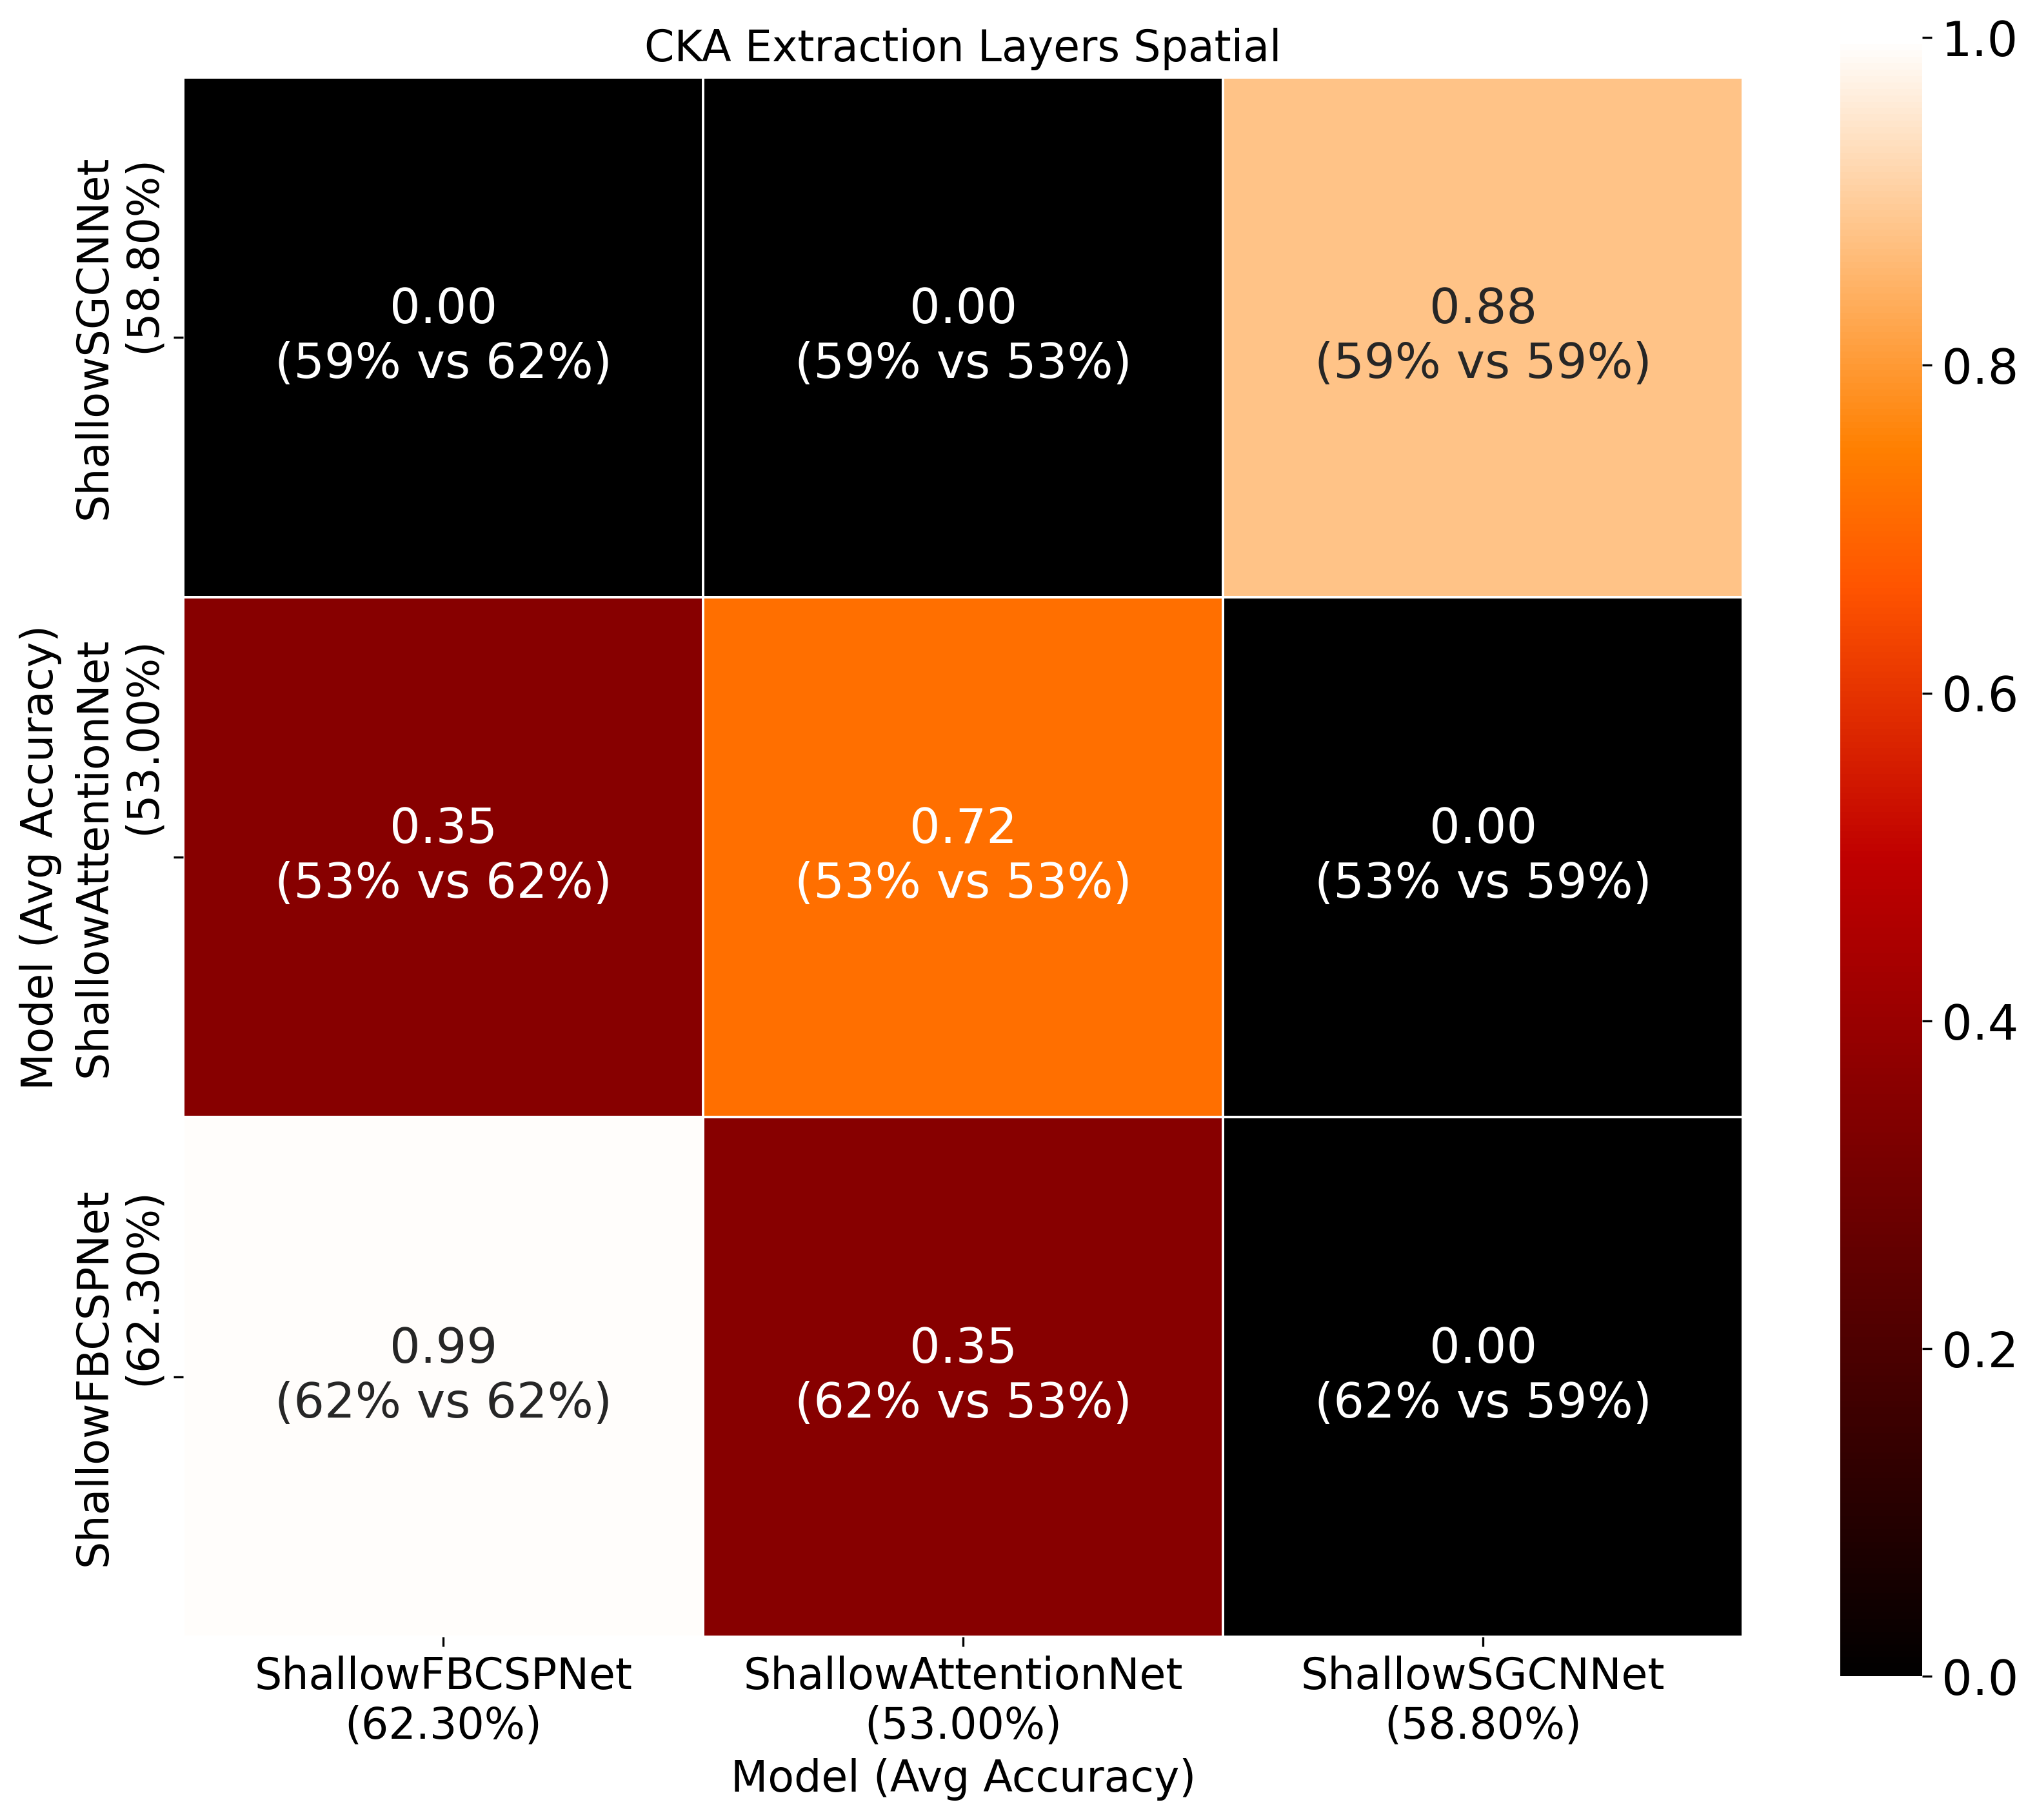 CKA Extraction Layers Spatial
Model (Avg Accuracy)
ShallowSGCNNet
(58.80%)
ShallowAttentionNet
(53.00%)
ShallowFBCSPNet
(62.30%)
0.00
(59% vs 62%)
0.00
(59% vs 53%)
0.88
(59% vs 59%)
0.35
(53% vs 62%)
0.72
(53% vs 53%)
0.00
(53% vs 59%)
0.99
(62% vs 62%)
0.35
(62% vs 53%)
0.00
(62% vs 59%)
ShallowFBCSPNet
(62.30%)
ShallowAttentionNet
(53.00%)
ShallowSGCNNet
(58.80%)
Model (Avg Accuracy)
1.0
0.8
0.6
0.4
0.2
0.0